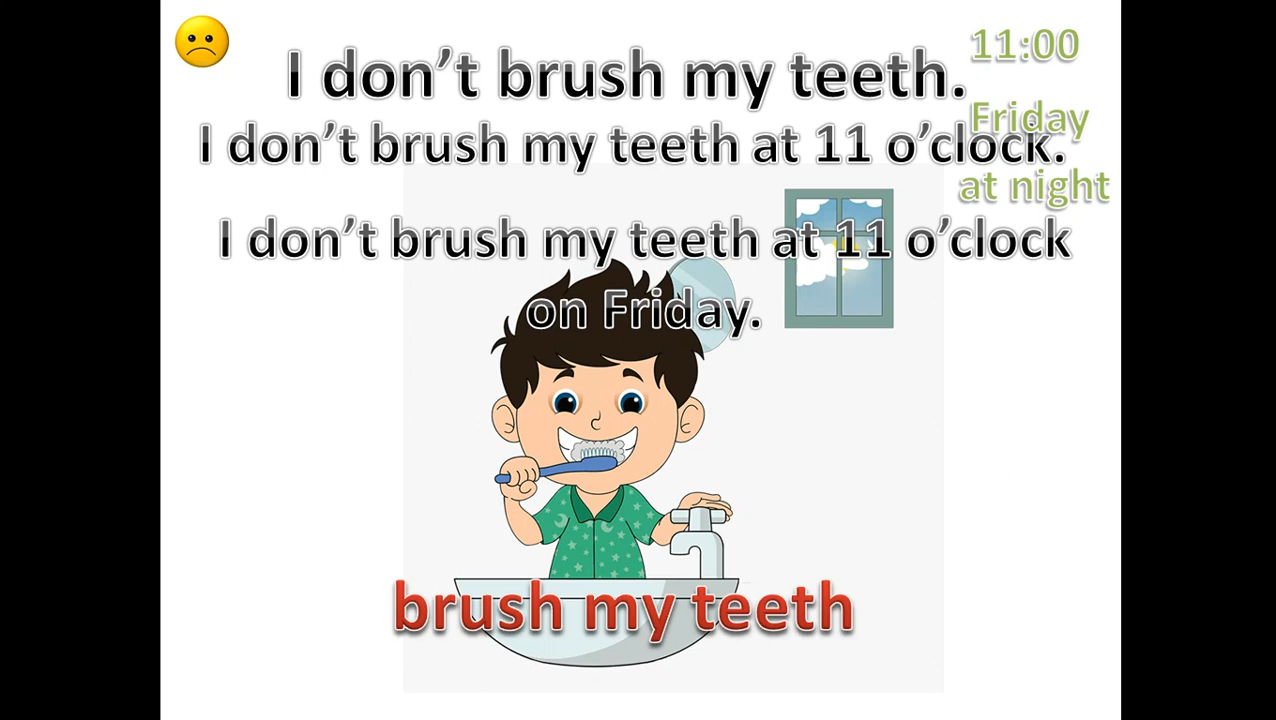 11:00
I don’t brush my teeth.
Friday
I don’t brush my teeth at 11 o’clock.
at night
I don’t brush my teeth at 11 o’clock
on Friday.
brush my teeth